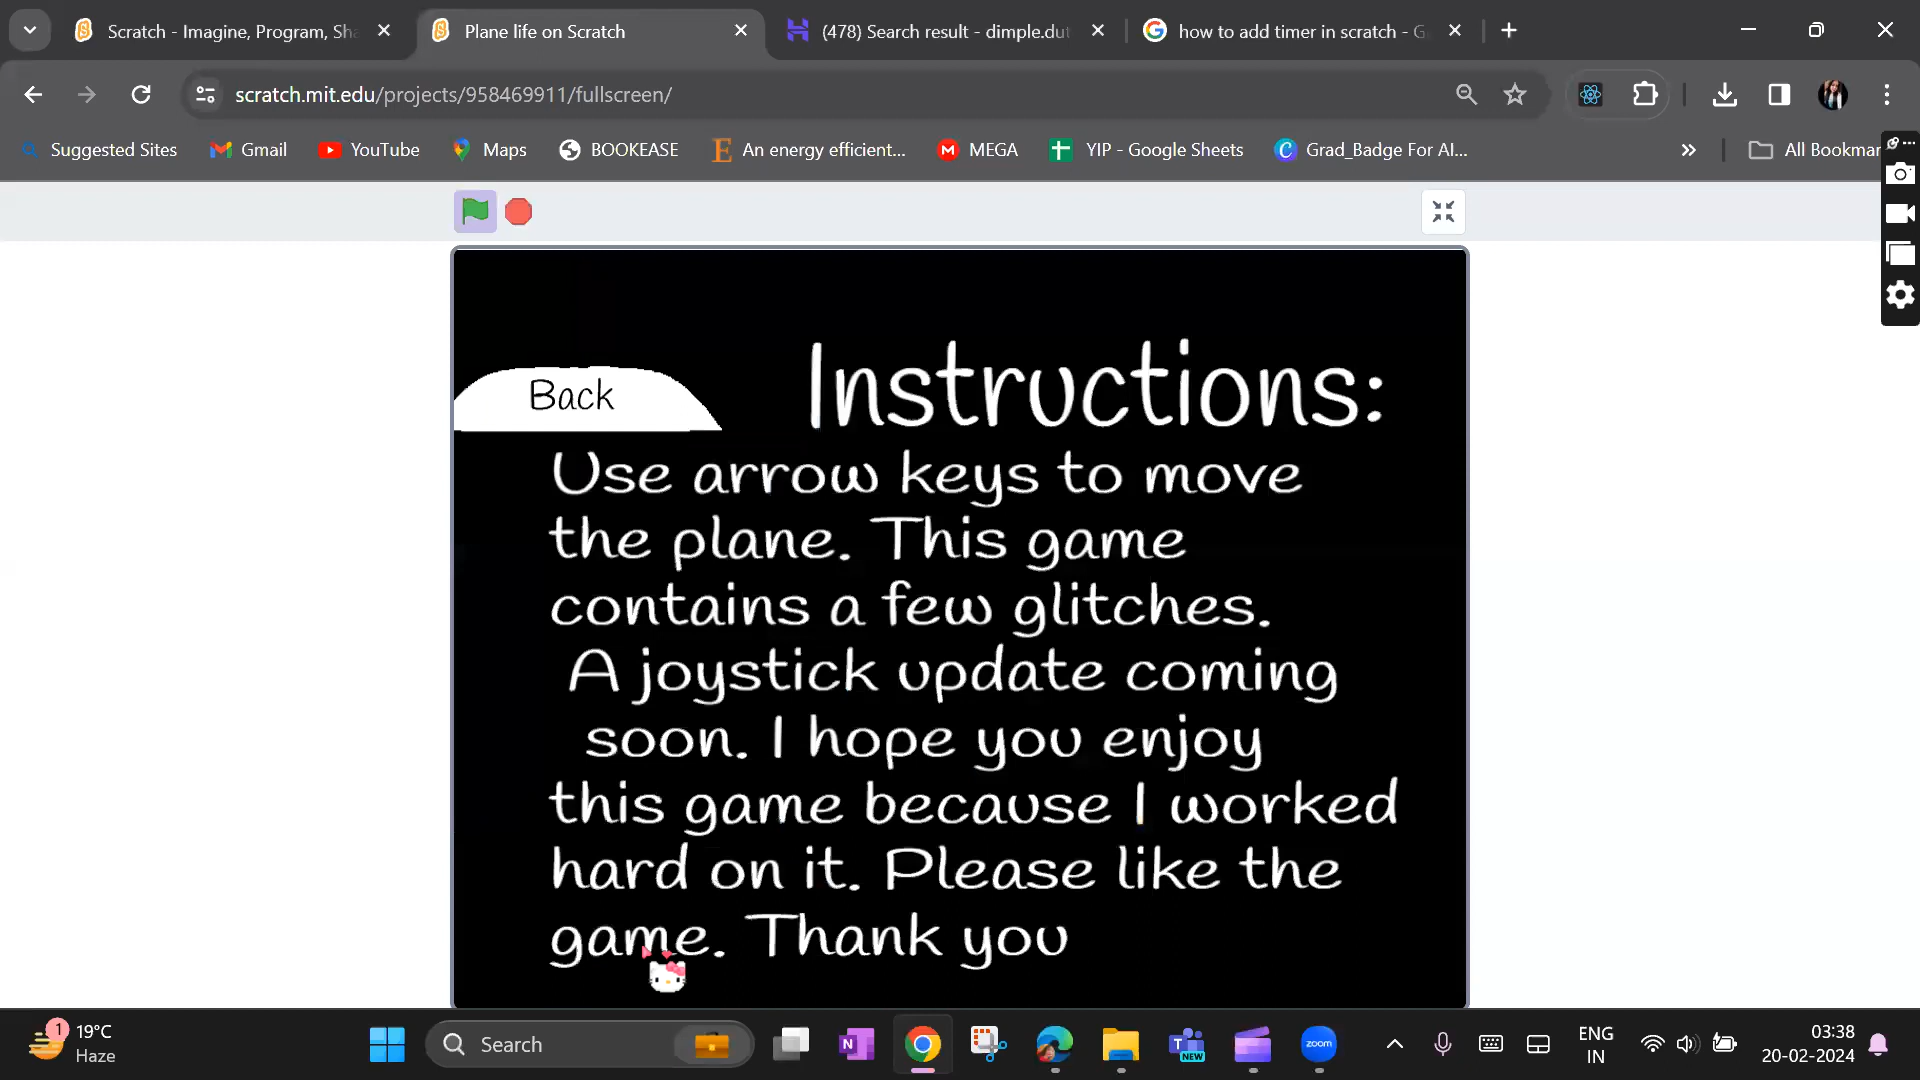 Scratch - Imagine, Program, Sha
Plane life on Scratch
(478) Search result - dimple.dut
how to add timer in scratch - G
scratch.mit.edu/projects/958469911/fullscreen/
Suggested Sites
Gmail
YouTube
Maps
BOOKEASE
An energy efficient...
MEGA
YIP - Google Sheets
Grad_Badge For Al...
All Bookmar
Back
Instructions:
Use arrow keys to move
the plane. This game
contains a few glitches.
A joystick update coming
soon. I hope you enjoy
this game because I worked
hard on it. Please like the
game. Thank you
1
19°C
Haze
Search
N
NEW
zoom
ENG
IN
03:38
20-02-2024